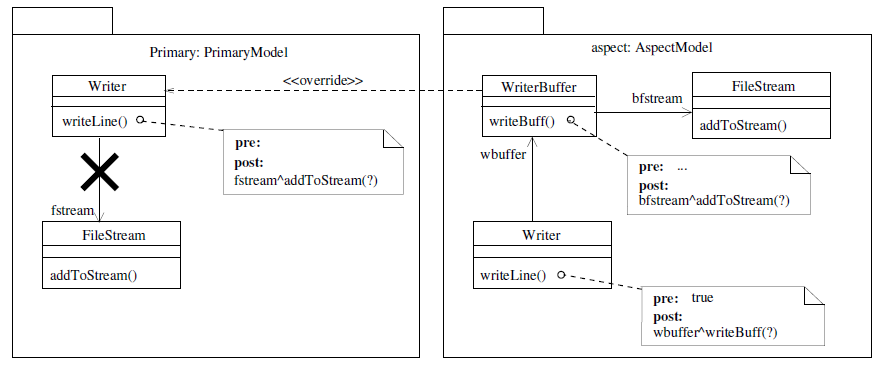 Primary: PrimaryModel
Writer
writeLine()
pre:
post:
fstream^addToStream(?)
fstream
FileStream
addToStream()
<<override>>
aspect: AspectModel
WriterBuffer
writeBuff()
bfstream
FileStream
addToStream()
pre: ...
post:
bfstream^addToStream(?)
wbuffer
Writer
writeLine()
pre: true
post:
wbuffer^writeBuff(?)